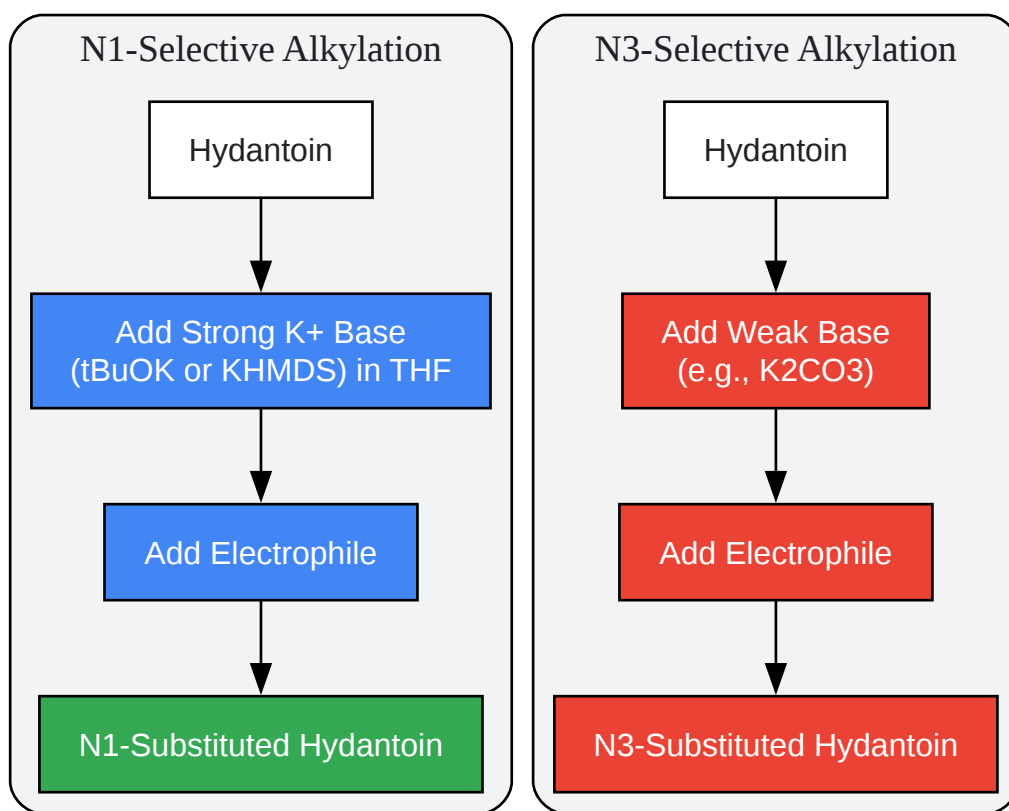 N1-Selective Alkylation
Hydantoin
Add Strong K+ Base
(tBuOK or KHMDS) in THF
Add Electrophile
N1-Substituted Hydantoin
N3-Selective Alkylation
Hydantoin
Add Weak Base
(e.g., K2CO3)
Add Electrophile
N3-Substituted Hydantoin